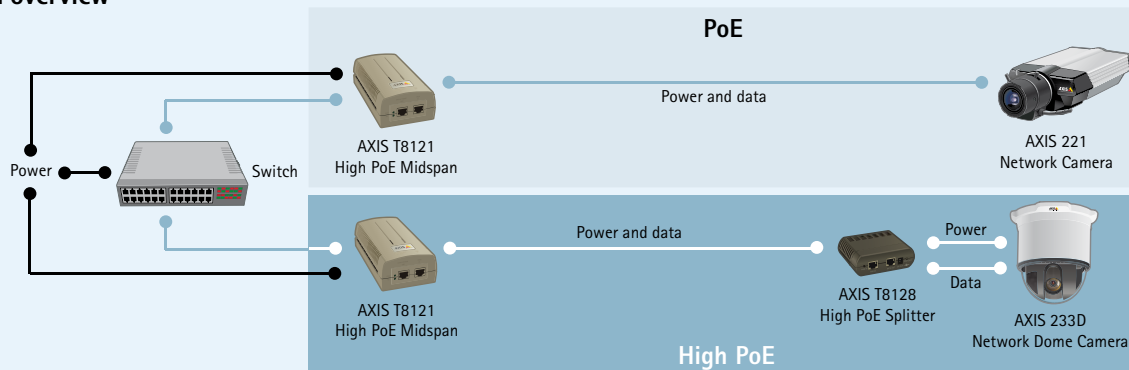 overview
PoE
Power and data
AXIS T8121
High PoE Midspan
AXIS 221
Network Camera
Power
Switch
Power and data
Power
Data
AXIS T8121
High PoE Midspan
AXIS T8128
High PoE Splitter
AXIS 233D
Network Dome Camera
High PoE